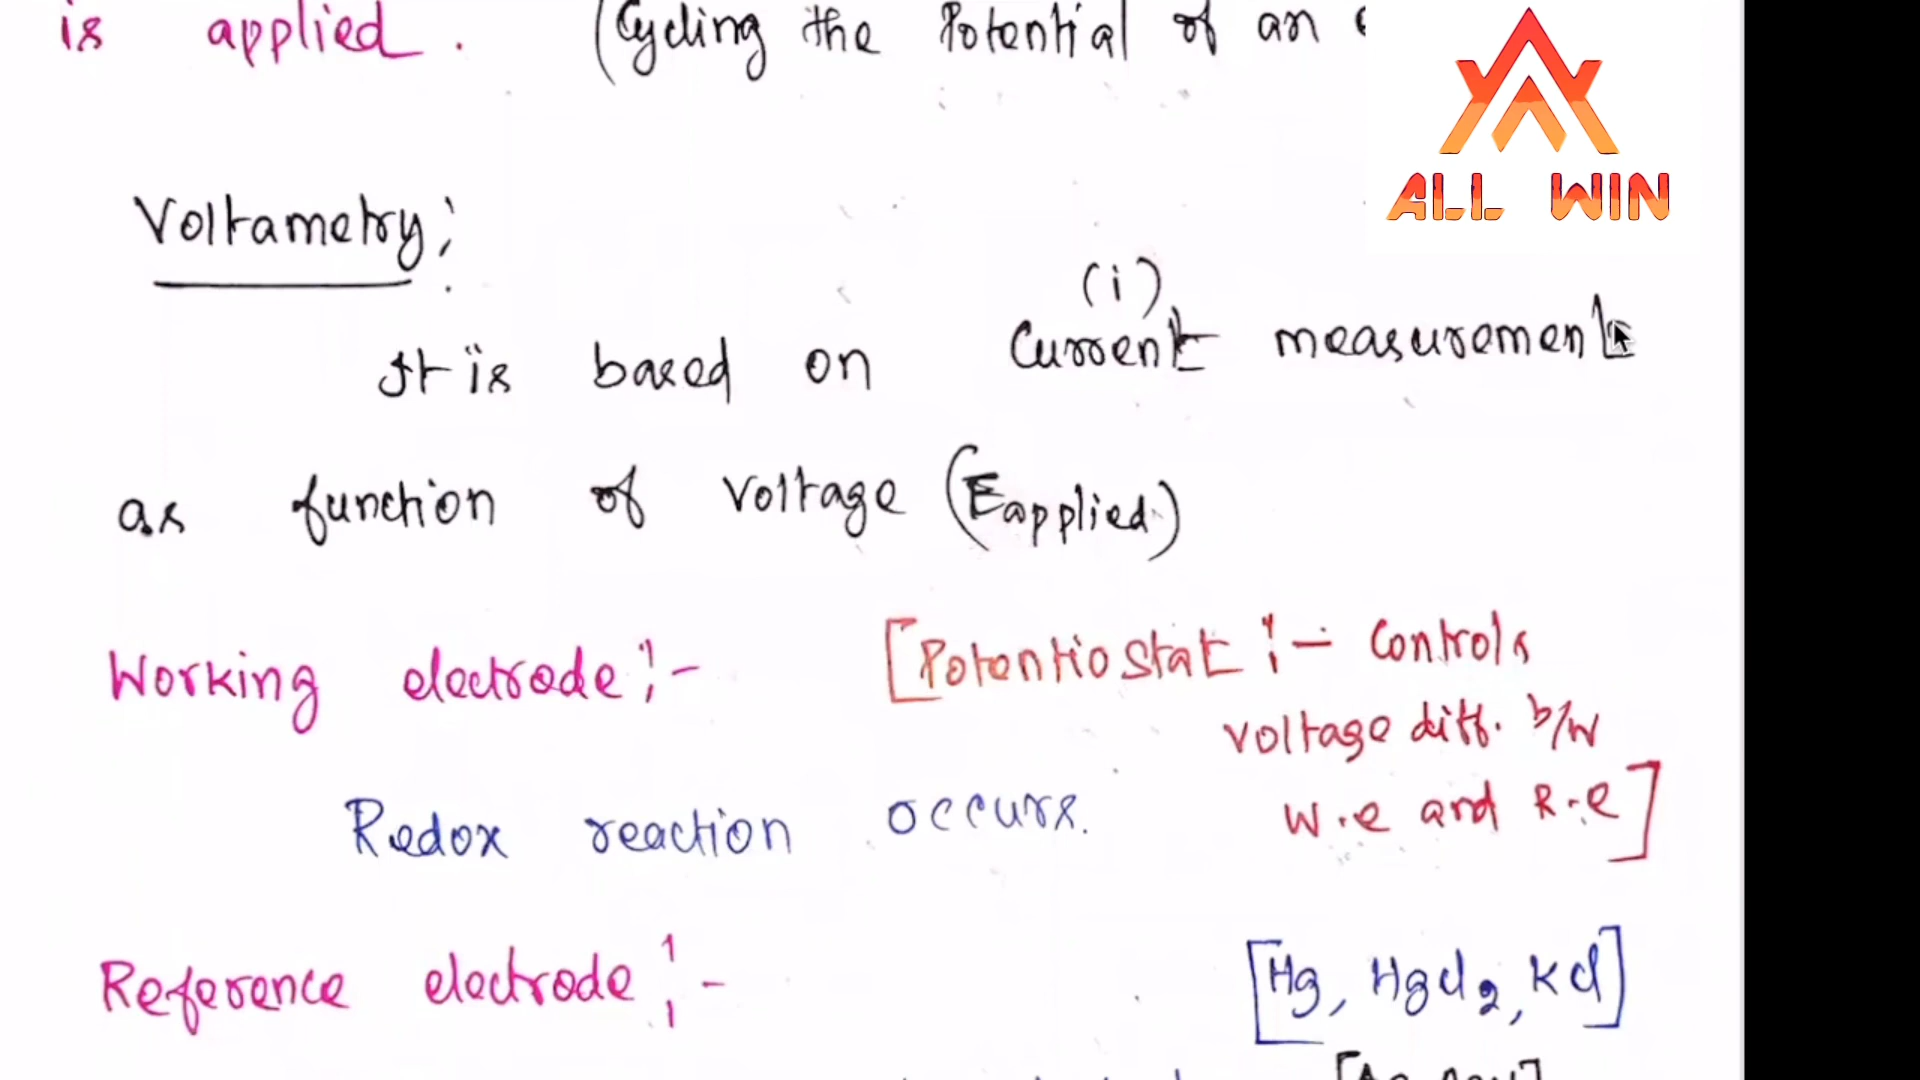 is applied. (Cycling the Potential of an
ALL WIN
Voltametry:
(i)
It is based on Current measurement
as function of Voltage (Eapplied)
Working electrode:- [Potentiostat:- Controls
Voltage diff. b/w
Redox reaction occurs. W.e and R.e]
Reference electrode:- [Hg, HgCl2, KCl]